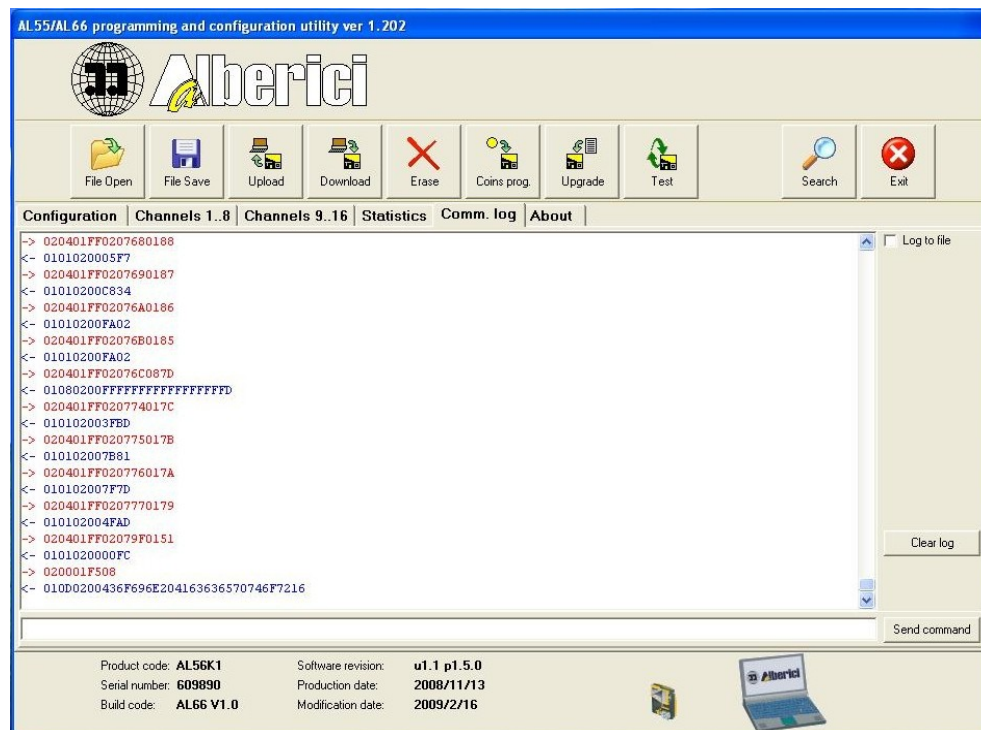 AL55/AL66 programming and configuration utility ver 1.202
Alberici
File Open File Save Upload Download Erase Coins prog. Upgrade Test Search Exit
Configuration Channels 1..8 Channels 9..16 Statistics Comm. log About
-> 020401FF0207680188
<- 0101020005F7
-> 020401FF0207690187
<- 01010200C834
-> 020401FF02076A0186
<- 01010200FA02
-> 020401FF02076B0185
<- 01010200FA02
-> 020401FF02076C087D
<- 01080200FFFFFFFFFFFFFFFFFD
-> 020401FF020774017C
<- 010102003FBD
-> 020401FF020775017B
<- 010102007B81
-> 020401FF020776017A
<- 010102007F7D
-> 020401FF0207770179
<- 010102004FAD
-> 020401FF02079F0151
<- 0101020000FC
-> 020001F508
<- 010D0200436F696E204163636570746F7216
Log to file
Clear log
Send command
Product code: AL56K1 Software revision: u1.1 p1.5.0
Serial number: 609890 Production date: 2008/11/13
Build code: AL66 V1.0 Modification date: 2009/2/16
Alberici